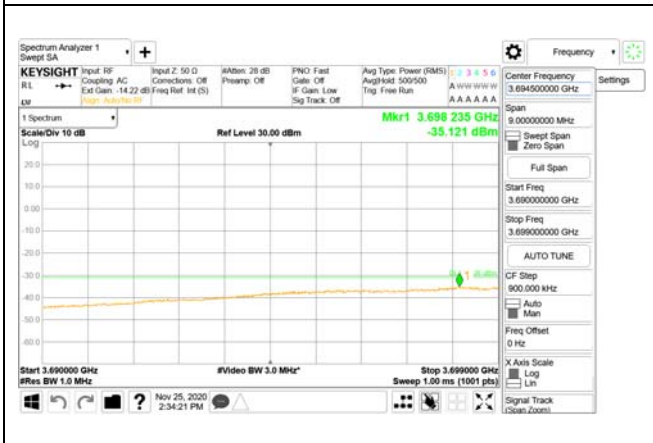 Spectrum Analyzer 1
Swept SA
Frequency
KEYSIGHT
RL
Input: RF
Coupling: AC
Ext Gain: -14.22 dB
Align: Auto/No RF
Input Z: 50 Ω
Corrections: Off
Freq Ref: Int (S)
#Atten: 28 dB
Preamp: Off
PNO: Fast
Gate: Off
IF Gain: Low
Sig Track: Off
Avg Type: Power (RMS)
Avg|Hold: 500/500
Trig: Free Run
1 2 3 4 5 6
A W W W W W
A A A A A A
1 Spectrum
Scale/Div 10 dB
Ref Level 30.00 dBm
Mkr1 3.698 235 GHz
-35.121 dBm
Log
20.0
10.0
0.00
-10.0
-20.0
-30.0
-40.0
-50.0
-60.0
1
Start 3.690000 GHz
#Res BW 1.0 MHz
#Video BW 3.0 MHz*
Stop 3.699000 GHz
Sweep 1.00 ms (1001 pts)
Nov 25, 2020
2:34:21 PM
Center Frequency
3.694500000 GHz
Settings
Span
9.00000000 MHz
Swept Span
Zero Span
Full Span
Start Freq
3.690000000 GHz
Stop Freq
3.699000000 GHz
AUTO TUNE
CF Step
900.000 kHz
Auto
Man
Freq Offset
0 Hz
X Axis Scale
Log
Lin
Signal Track
(Span Zoom)